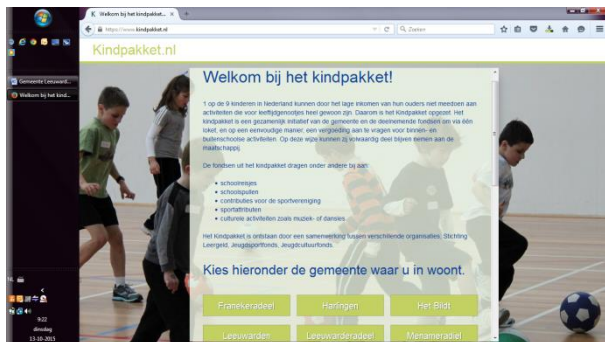 Welkom bij het kindpakket...
https://www.kindpakket.nl
Zoeken
Kindpakket.nl
Gemeente Leeuward...
Welkom bij het kind...
Welkom bij het kindpakket!
1 op de 9 kinderen in Nederland kunnen door het lage inkomen van hun ouders niet meedoen aan
activiteiten die voor leeftijdgenootjes heel gewoon zijn. Daarom is het Kindpakket opgezet. Het
kindpakket is een gezamenlijk initiatief van de gemeente en de deelnemende fondsen om via één
loket, en op een eenvoudige manier, een vergoeding aan te vragen voor binnen- en
buitenschoolse activiteiten. Op deze wijze kunnen zij volwaardig deel blijven nemen aan de
maatschappij.
De fondsen uit het kindpakket dragen onder andere bij aan:
schoolreisjes
schoolspullen
contributies voor de sportvereniging
sportattributen
culturele activiteiten zoals muziek- of dansles
Het Kindpakket is ontstaan door een samenwerking tussen verschillende organisaties; Stichting
Leergeld, Jeugdsportfonds, Jeugdcultuurfonds.
Kies hieronder de gemeente waar u in woont.
Franekeradeel
Harlingen
Het Bildt
Leeuwarden
Leeuwarderadeel
Menameradiel
NL
9:22
dinsdag
13-10-2015